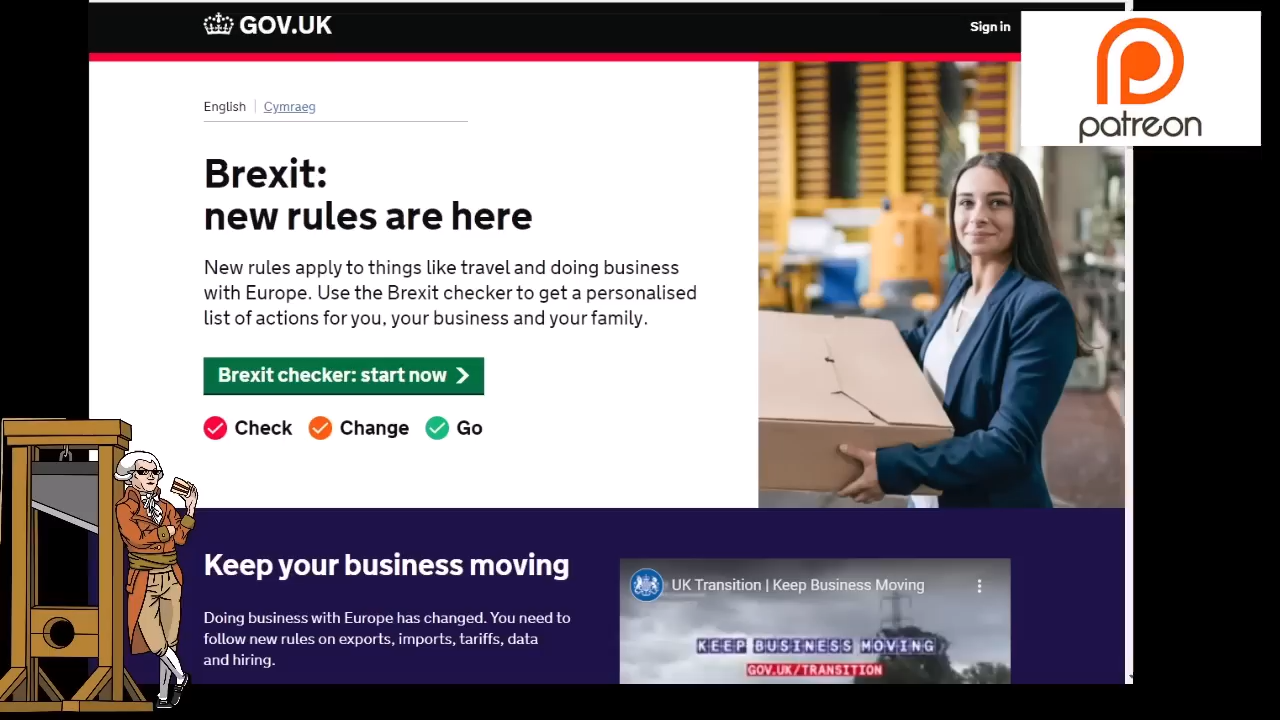 GOV.UK
Sign in
patreon
English
Cymraeg
Brexit:
new rules are here
New rules apply to things like travel and doing business
with Europe. Use the Brexit checker to get a personalised
list of actions for you, your business and your family.
Brexit checker: start now
Check
Change
Go
Keep your business moving
Doing business with Europe has changed. You need to
follow new rules on exports, imports, tariffs, data
and hiring.
UK Transition | Keep Business Moving
KEEP BUSINESS MOVING
GOV.UK/TRANSITION